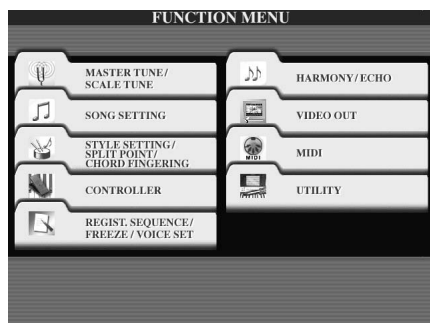 FUNCTION MENU
MASTER TUNE/
SCALE TUNE
SONG SETTING
STYLE SETTING/
SPLIT POINT/
CHORD FINGERING
CONTROLLER
REGIST. SEQUENCE/
FREEZE / VOICE SET
HARMONY/ ECHO
VIDEO OUT
MIDI
MIDI
UTILITY